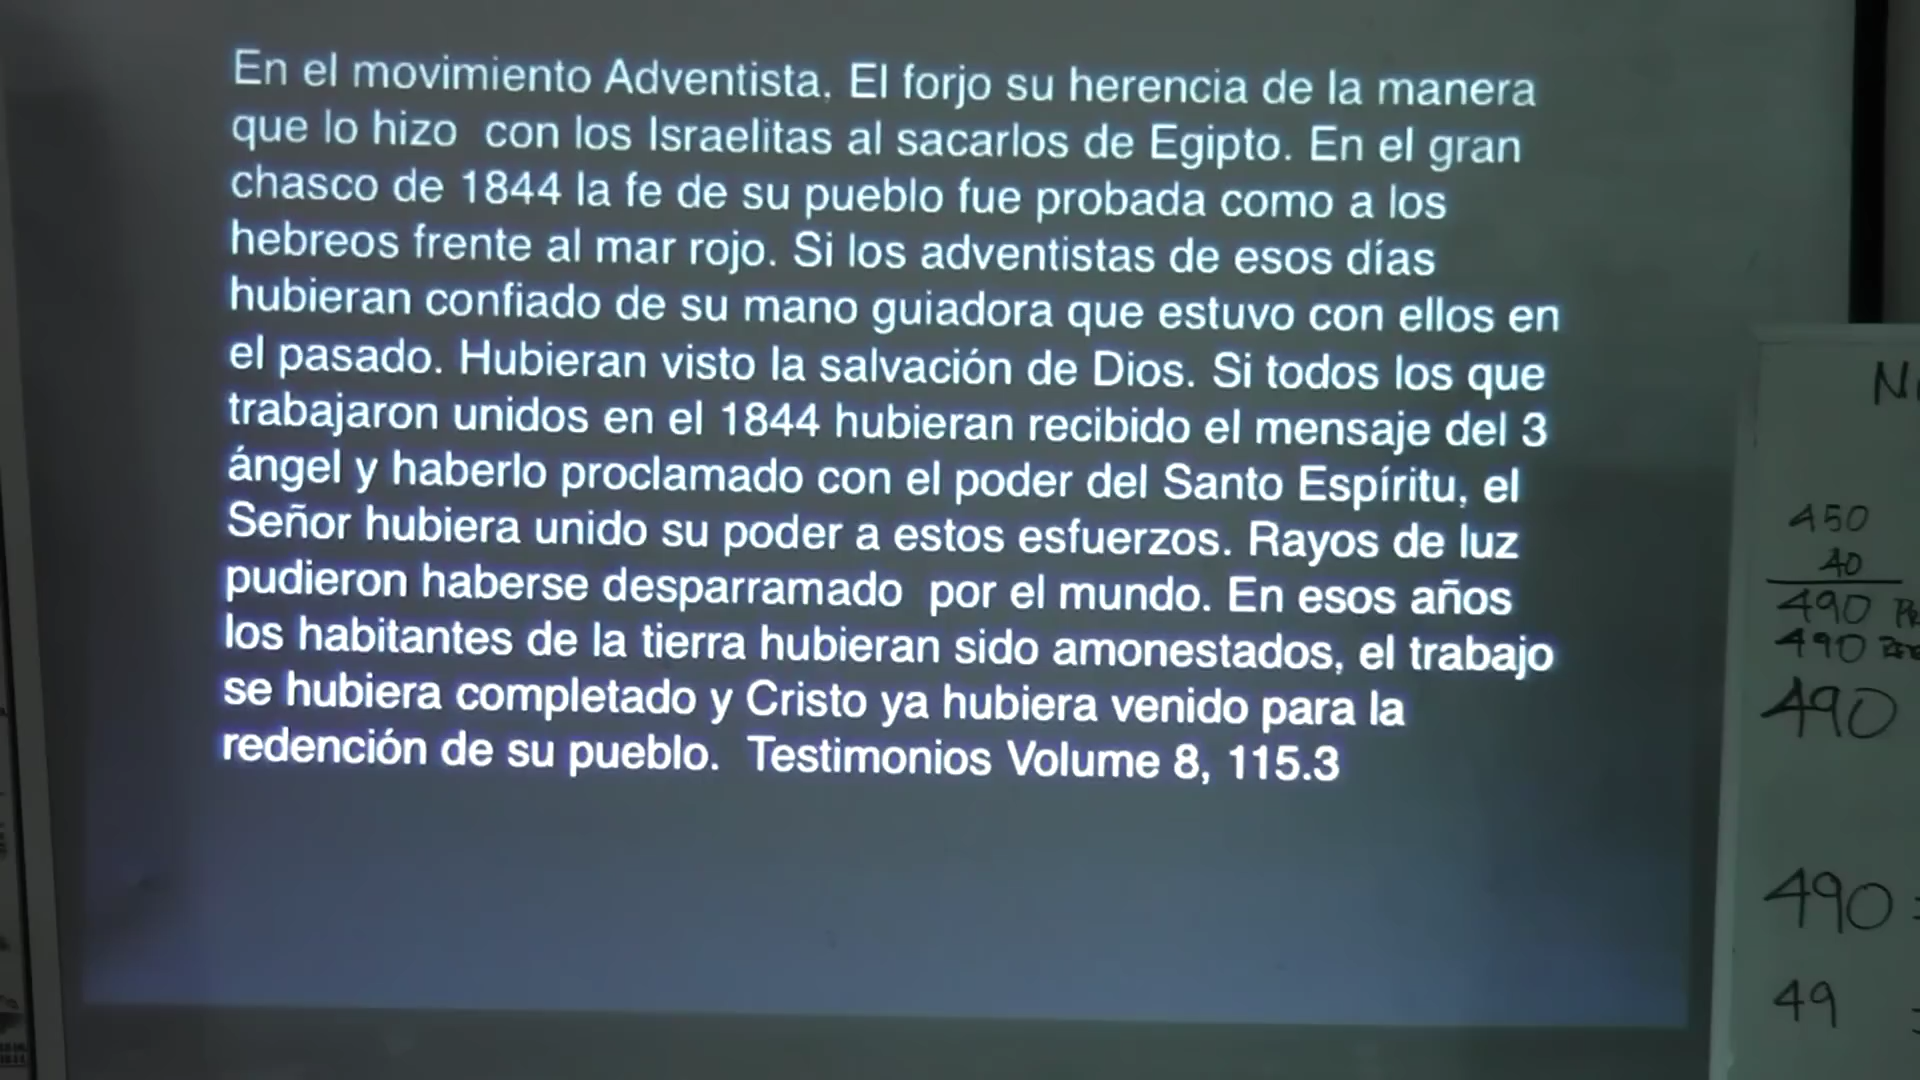 En el movimiento Adventista, El forjo su herencia de la manera
que lo hizo con los Israelitas al sacarlos de Egipto. En el gran
chasco de 1844 la fe de su pueblo fue probada como a los
hebreos frente al mar rojo. Si los adventistas de esos días
hubieran confiado de su mano guiadora que estuvo con ellos en
el pasado. Hubieran visto la salvación de Dios. Si todos los que
trabajaron unidos en el 1844 hubieran recibido el mensaje del 3
ángel y haberlo proclamado con el poder del Santo Espíritu, el
Señor hubiera unido su poder a estos esfuerzos. Rayos de luz
pudieron haberse desparramado por el mundo. En esos años
los habitantes de la tierra hubieran sido amonestados, el trabajo
se hubiera completado y Cristo ya hubiera venido para la
redención de su pueblo. Testimonios Volume 8, 115.3
450
40
490
490
490
490 =
49 =